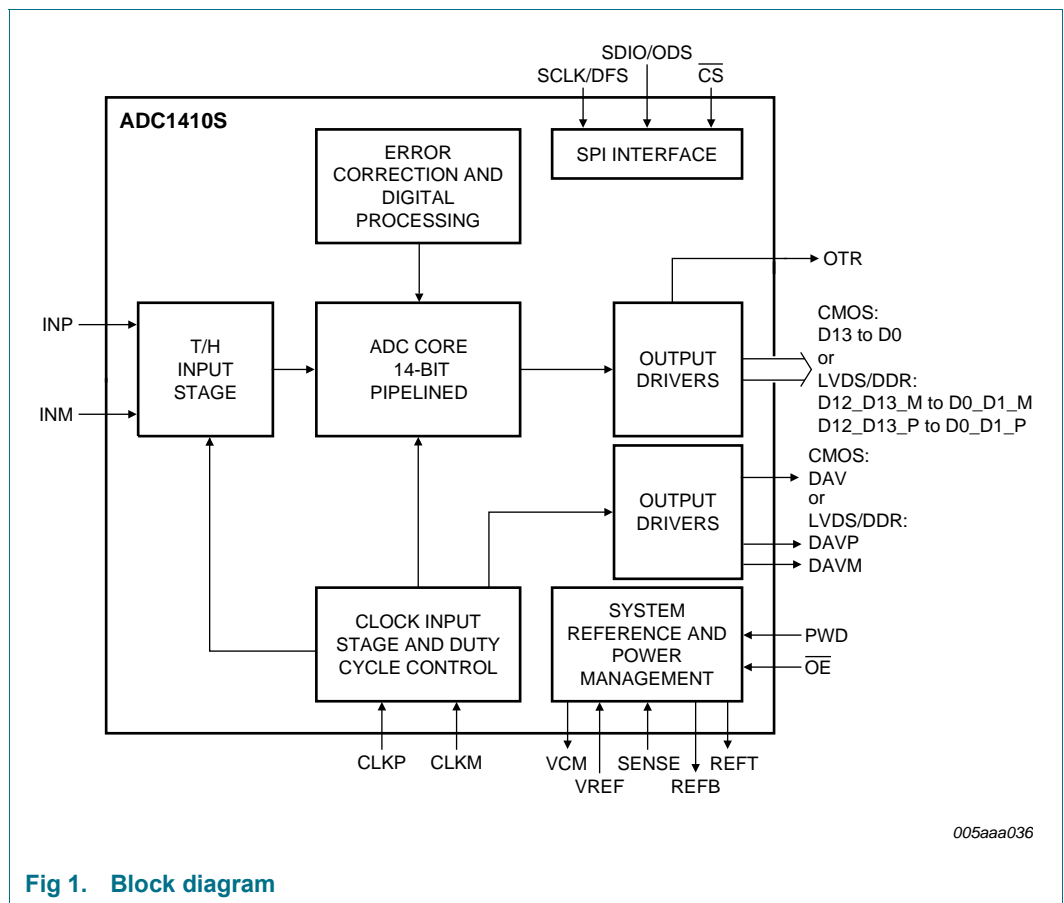 SDIO/ODS
SCLK/DFS
CS
ADC1410S
ERROR
CORRECTION AND
DIGITAL
PROCESSING
SPI INTERFACE
OTR
INP
INM
T/H
INPUT
STAGE
ADC CORE
14-BIT
PIPELINED
OUTPUT
DRIVERS
CMOS:
D13 to D0
or
LVDS/DDR:
D12_D13_M to D0_D1_M
D12_D13_P to D0_D1_P
OUTPUT
DRIVERS
CMOS:
DAV
or
LVDS/DDR:
DAVP
DAVM
CLOCK INPUT
STAGE AND DUTY
CYCLE CONTROL
SYSTEM
REFERENCE AND
POWER
MANAGEMENT
PWD
OE
CLKP
CLKM
VCM
SENSE
REFT
VREF
REFB
005aaa036
Fig 1. Block diagram